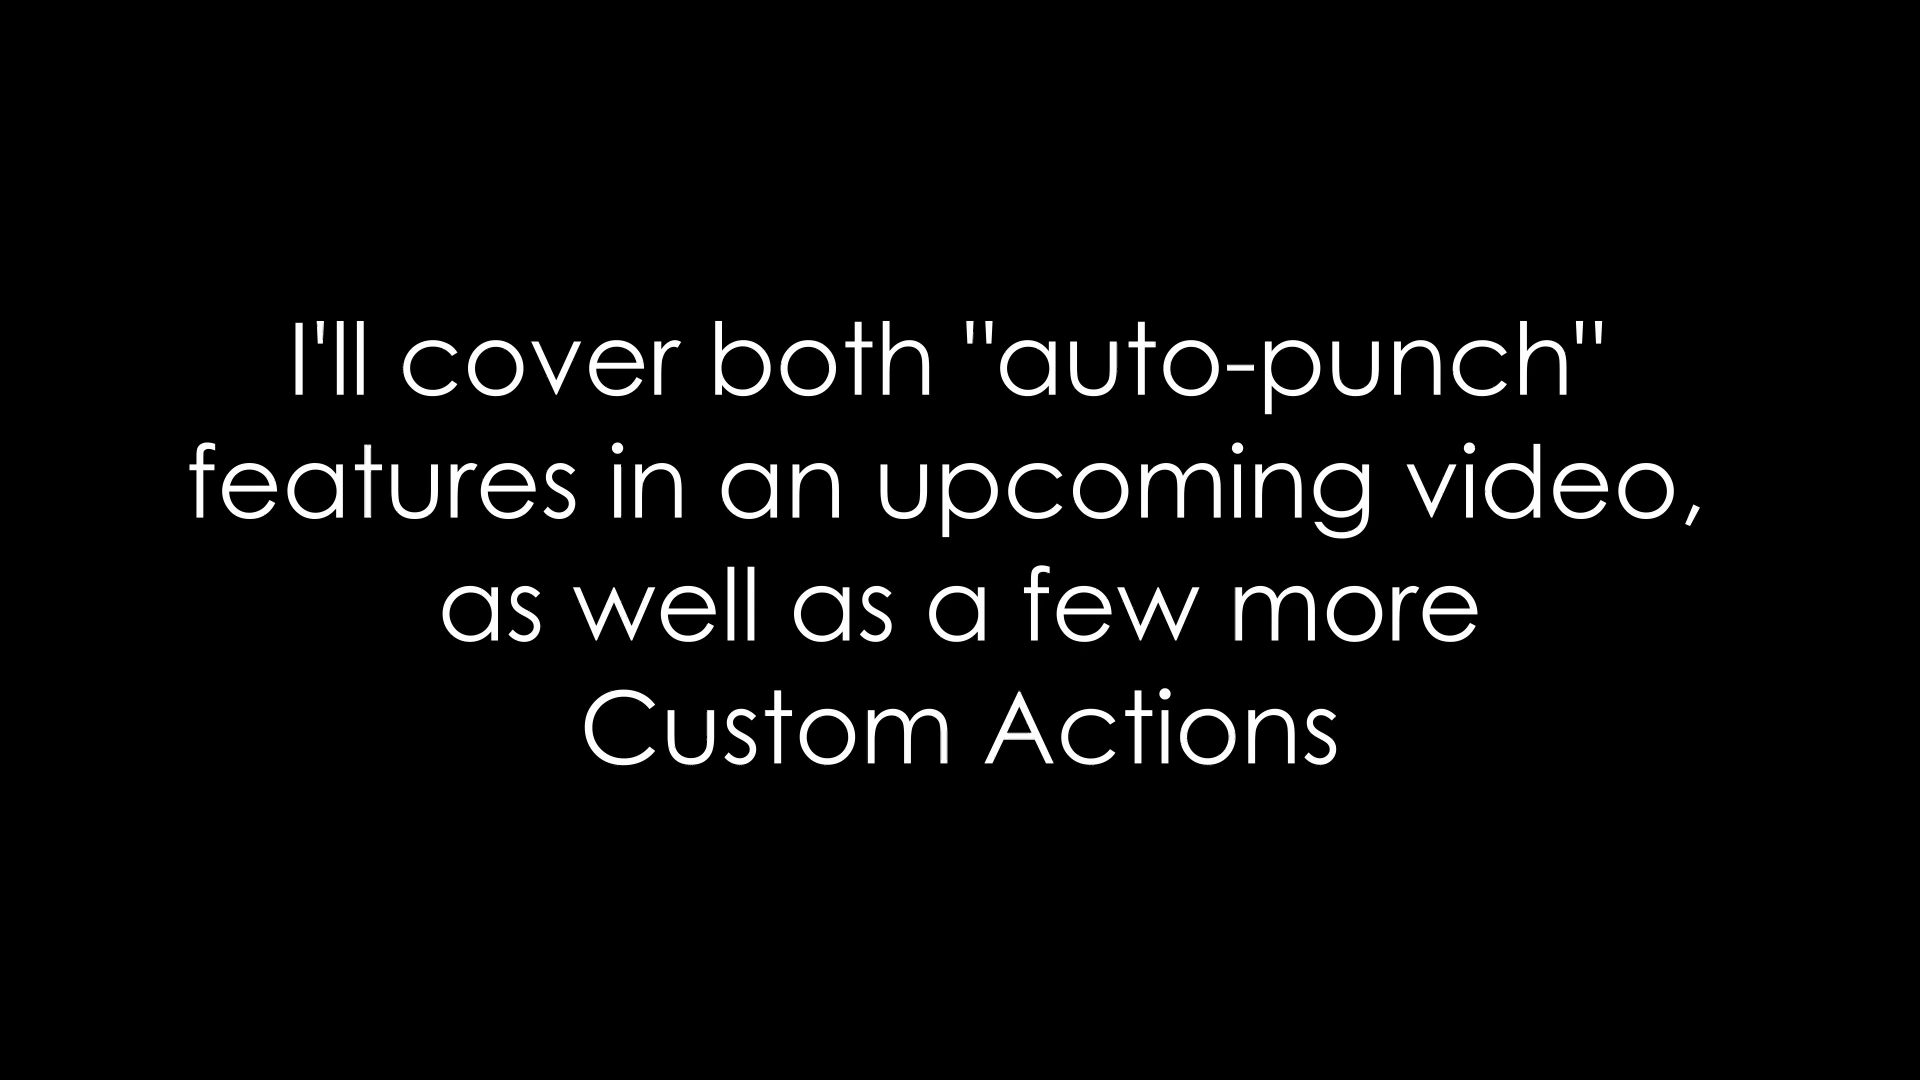 I'll cover both "auto-punch"
features in an upcoming video,
as well as a few more
Custom Actions